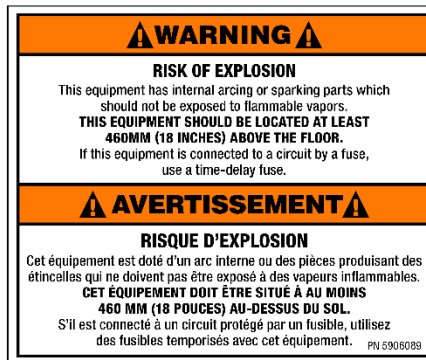 WARNING
RISK OF EXPLOSION
This equipment has internal arcing or sparking parts which
should not be exposed to flammable vapors.
THIS EQUIPMENT SHOULD BE LOCATED AT LEAST
460MM (18 INCHES) ABOVE THE FLOOR.
If this equipment is connected to a circuit by a fuse,
use a time-delay fuse.
AVERTISSEMENT
RISQUE D'EXPLOSION
Cet équipement est doté d'un arc interne ou des pièces produisant des
étincelles qui ne doivent pas être exposé à des vapeurs inflammables.
CET ÉQUIPEMENT DOIT ÊTRE SITUÉ À AU MOINS
460 MM (18 POUCES) AU-DESSUS DU SOL.
S'il est connecté à un circuit protégé par un fusible, utilisez
des fusibles temporisés avec cet équipement.
PN 5906089